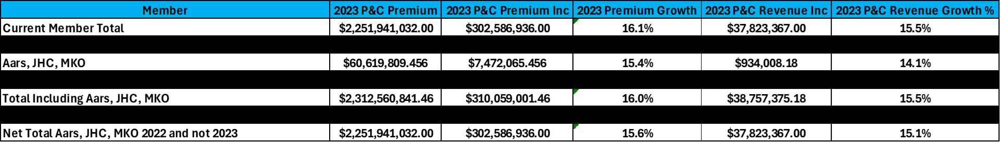 Member 2023 P&C Premium 2023 P&C Premium Inc 2023 Premium Growth 2023 P&C Revenue Inc 2023 P&C Revenue Growth %
Current Member Total $2,251,941,032.00 $302,586,936.00 16.1% $37,823,367.00 15.5%
Aars, JHC, MKO $60,619,809.456 $7,472,065.456 15.4% $934,008.18 14.1%
Total Including Aars, JHC, MKO $2,312,560,841.46 $310,059,001.46 16.0% $38,757,375.18 15.5%
Net Total Aars, JHC, MKO 2022 and not 2023 $2,251,941,032.00 $302,586,936.00 15.6% $37,823,367.00 15.1%